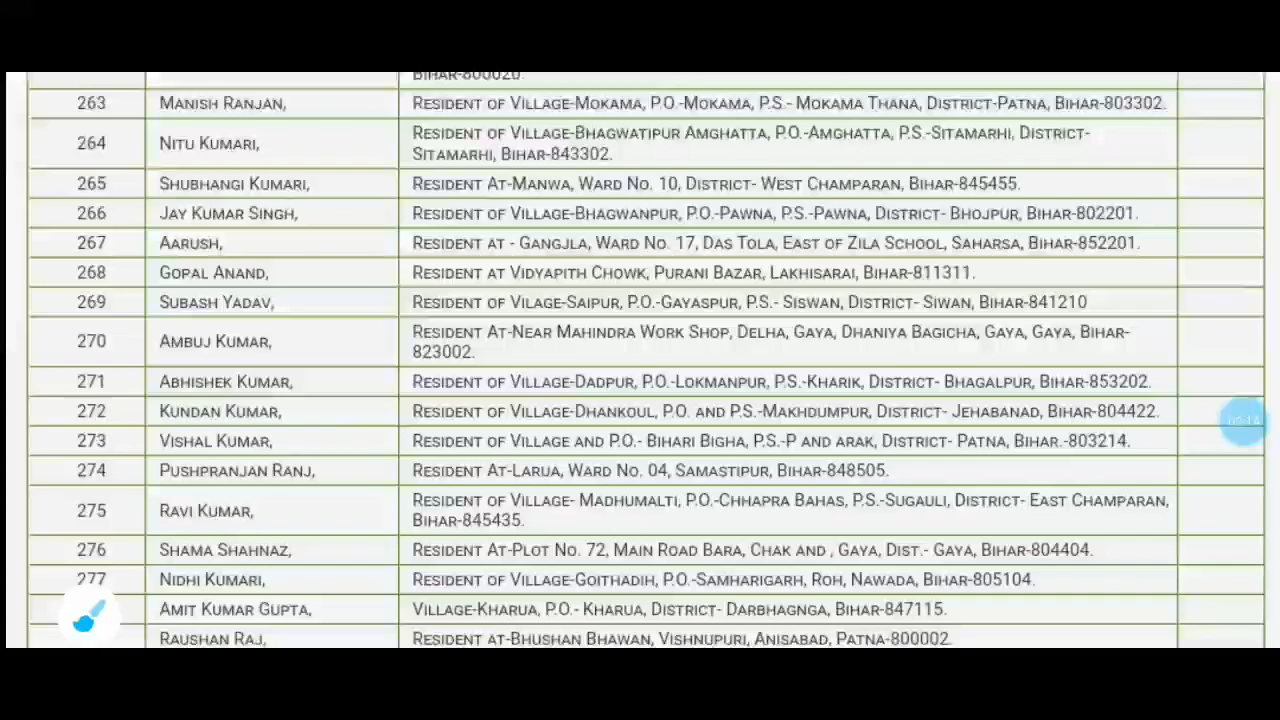 BIHAR-800020.
263 MANISH RANJAN, RESIDENT OF VILLAGE-MOKAMA, P.O.-MOKAMA, P.S.- MOKAMA THANA, DISTRICT-PATNA, BIHAR-803302.
264 NITU KUMARI, RESIDENT OF VILLAGE-BHAGWATIPUR AMGHATTA, P.O.-AMGHATTA, P.S.-SITAMARHI, DISTRICT-
SITAMARHI, BIHAR-843302.
265 SHUBHANGI KUMARI, RESIDENT AT-MANWA, WARD NO. 10, DISTRICT- WEST CHAMPARAN, BIHAR-845455.
266 JAY KUMAR SINGH, RESIDENT OF VILLAGE-BHAGWANPUR, P.O.-PAWNA, P.S.-PAWNA, DISTRICT- BHOJPUR, BIHAR-802201.
267 AARUSH, RESIDENT AT - GANGJLA, WARD NO. 17, DAS TOLA, EAST OF ZILA SCHOOL, SAHARSA, BIHAR-852201.
268 GOPAL ANAND, RESIDENT AT VIDYAPITH CHOWK, PURANI BAZAR, LAKHISARAI, BIHAR-811311.
269 SUBASH YADAV, RESIDENT OF VILAGE-SAIPUR, P.O.-GAYASPUR, P.S.- SISWAN, DISTRICT- SIWAN, BIHAR-841210
270 AMBUJ KUMAR, RESIDENT AT-NEAR MAHINDRA WORK SHOP, DELHA, GAYA, DHANIYA BAGICHA, GAYA, GAYA, BIHAR-
823002.
271 ABHISHEK KUMAR, RESIDENT OF VILLAGE-DADPUR, P.O.-LOKMANPUR, P.S.-KHARIK, DISTRICT- BHAGALPUR, BIHAR-853202.
272 KUNDAN KUMAR, RESIDENT OF VILLAGE-DHANKOUL, P.O. AND P.S.-MAKHDUMPUR, DISTRICT- JEHABANAD, BIHAR-804422.
273 VISHAL KUMAR, RESIDENT OF VILLAGE AND P.O.- BIHARI BIGHA, P.S.-P AND ARAK, DISTRICT- PATNA, BIHAR.-803214.
274 PUSHPRANJAN RANJ, RESIDENT AT-LARUA, WARD NO. 04, SAMASTIPUR, BIHAR-848505.
275 RAVI KUMAR, RESIDENT OF VILLAGE- MADHUMALTI, P.O.-CHHAPRA BAHAS, P.S.-SUGAULI, DISTRICT- EAST CHAMPARAN,
BIHAR-845435.
276 SHAMA SHAHNAZ, RESIDENT AT-PLOT NO. 72, MAIN ROAD BARA, CHAK AND , GAYA, DIST.- GAYA, BIHAR-804404.
277 NIDHI KUMARI, RESIDENT OF VILLAGE-GOITHADIH, P.O.-SAMHARIGARH, ROH, NAWADA, BIHAR-805104.
AMIT KUMAR GUPTA, VILLAGE-KHARUA, P.O.- KHARUA, DISTRICT- DARBHAGNGA, BIHAR-847115.
RAUSHAN RAJ, RESIDENT AT-BHUSHAN BHAWAN, VISHNUPURI, ANISABAD, PATNA-800002.